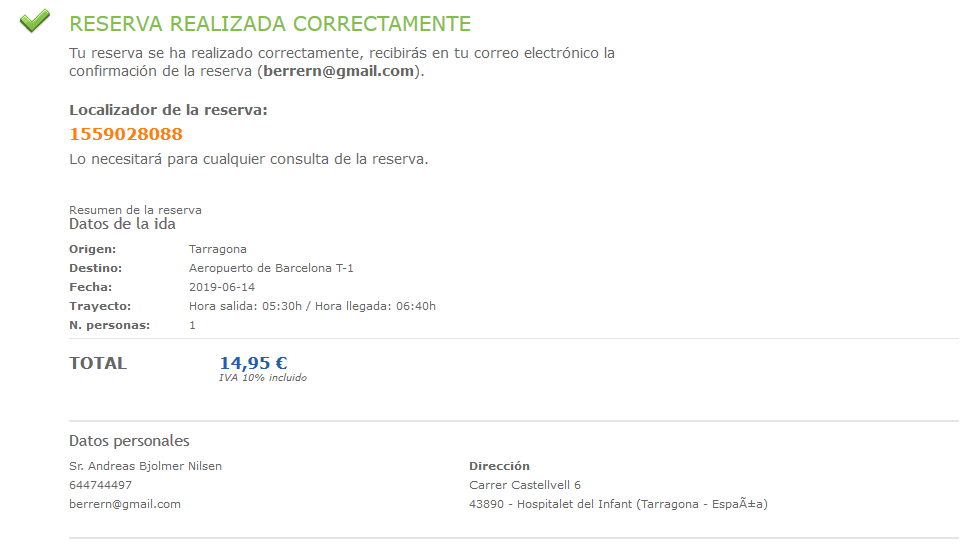 RESERVA REALIZADA CORRECTAMENTE
Tu reserva se ha realizado correctamente, recibirás en tu correo electrónico la
confirmación de la reserva (berrern@gmail.com).
Localizador de la reserva:
1559028088
Lo necesitará para cualquier consulta de la reserva.
Resumen de la reserva
Datos de la ida
Origen: Tarragona
Destino: Aeropuerto de Barcelona T-1
Fecha: 2019-06-14
Trayecto: Hora salida: 05:30h / Hora llegada: 06:40h
N. personas: 1
TOTAL 14,95 €
IVA 10% incluido
Datos personales
Sr. Andreas Bjolmer Nilsen
644744497
berrern@gmail.com
Dirección
Carrer Castellvell 6
43890 - Hospitalet del Infant (Tarragona - EspaÃ±a)